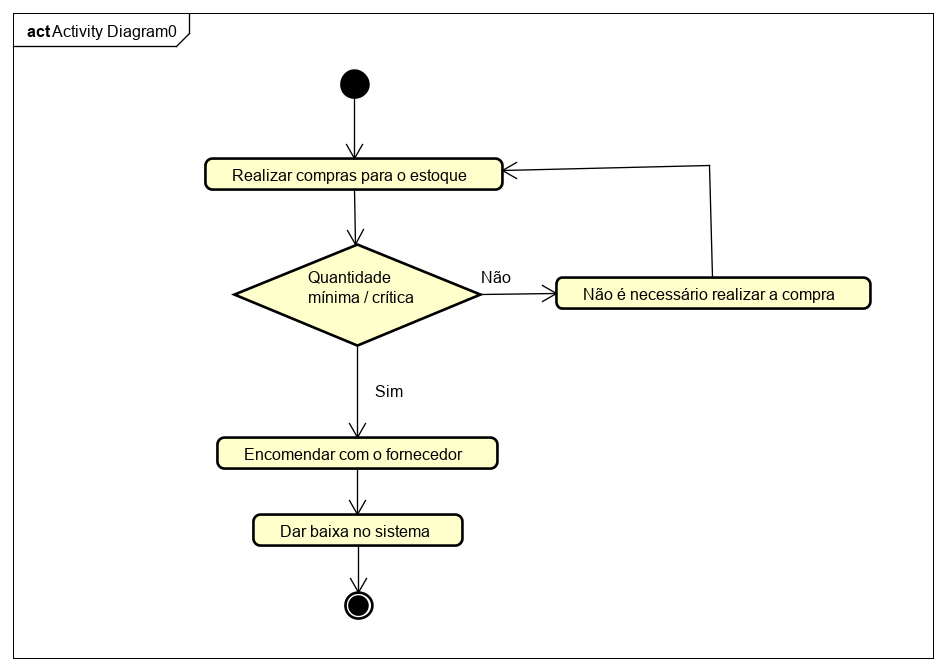 act Activity Diagram0
Realizar compras para o estoque
Quantidade
mínima / crítica
Não
Não é necessário realizar a compra
Sim
Encomendar com o fornecedor
Dar baixa no sistema